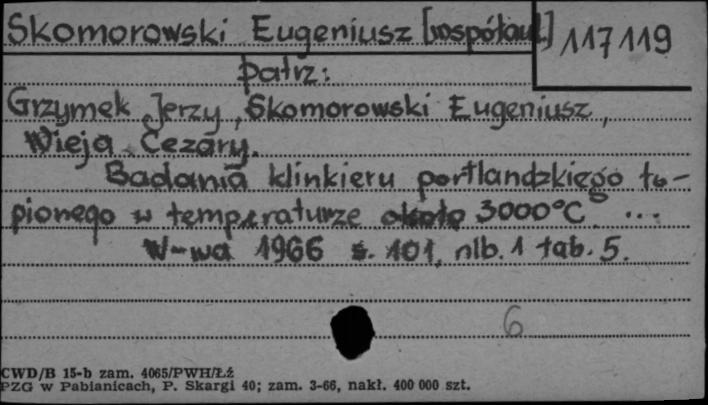 Skomorowski Eugeniusz [współaut.] 117119
patrz:
Grzymek Jerzy, Skomorowski Eugeniusz,
Wieja Cezary.
Badania klinkieru portlandzkiego to-
pionego w temperaturze około 3000°C ...
W-wa 1966 s. 101, nlb. 1 tab. 5.
6
CWD/B 15-b zam. 4065/PWH/Łź
PZG w Pabianicach, P. Skargi 40; zam. 3-66, nakł. 400 000 szt.